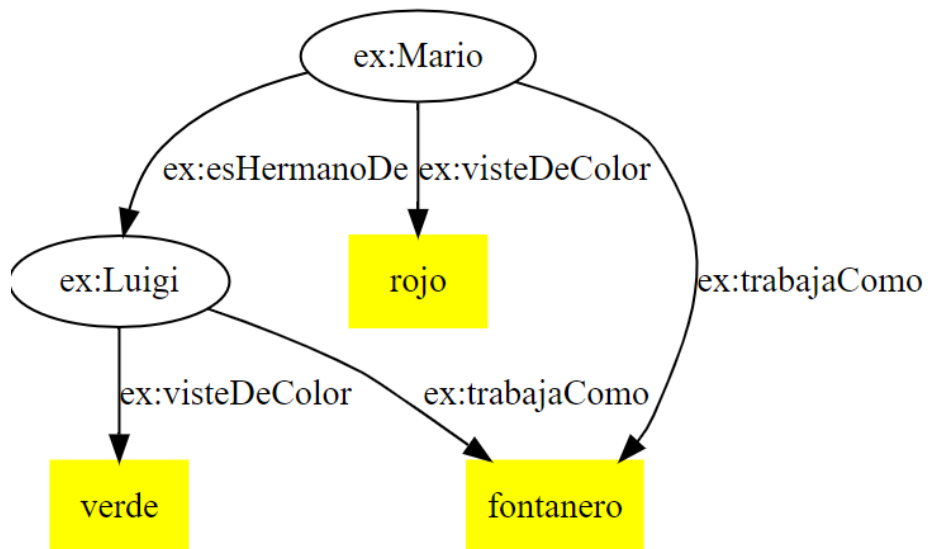 ex:Mario
ex:esHermanoDe ex:visteDeColor
ex:Luigi rojo ex:trabajaComo
ex:visteDeColor ex:trabajaComo
verde fontanero